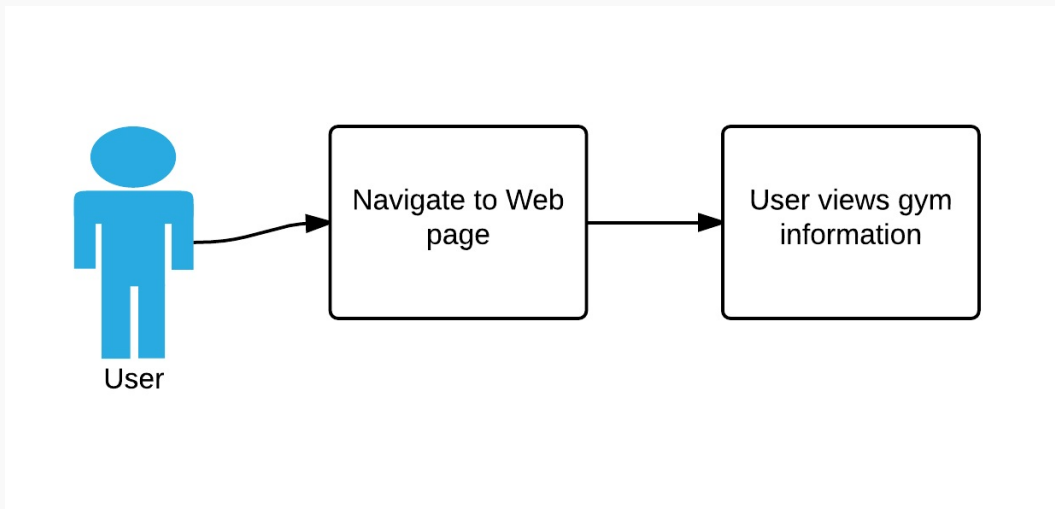 Navigate to Web
page
User views gym
information
User